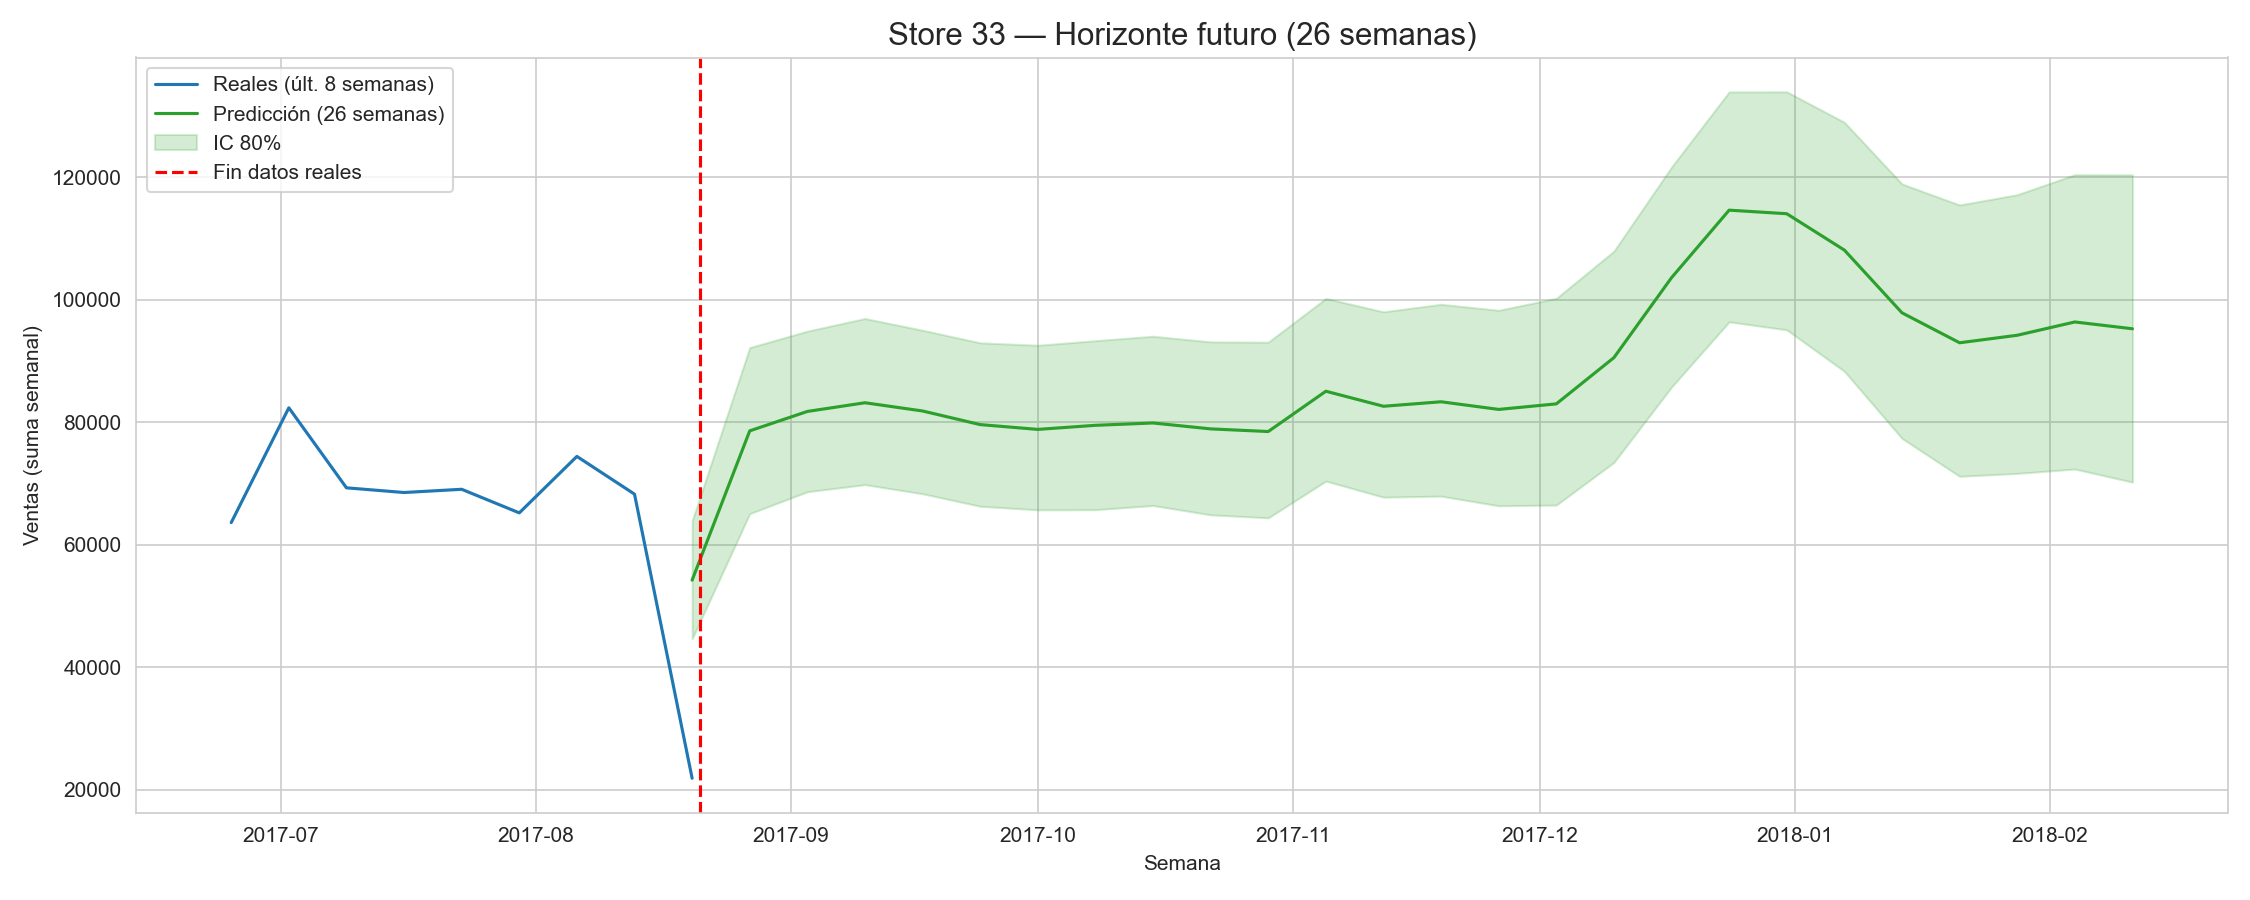 Store 33 — Horizonte futuro (26 semanas)
Reales (últ. 8 semanas)
Predicción (26 semanas)
IC 80%
Fin datos reales
Ventas (suma semanal)
120000
100000
80000
60000
40000
20000
2017-07 2017-08 2017-09 2017-10 2017-11 2017-12 2018-01 2018-02
Semana